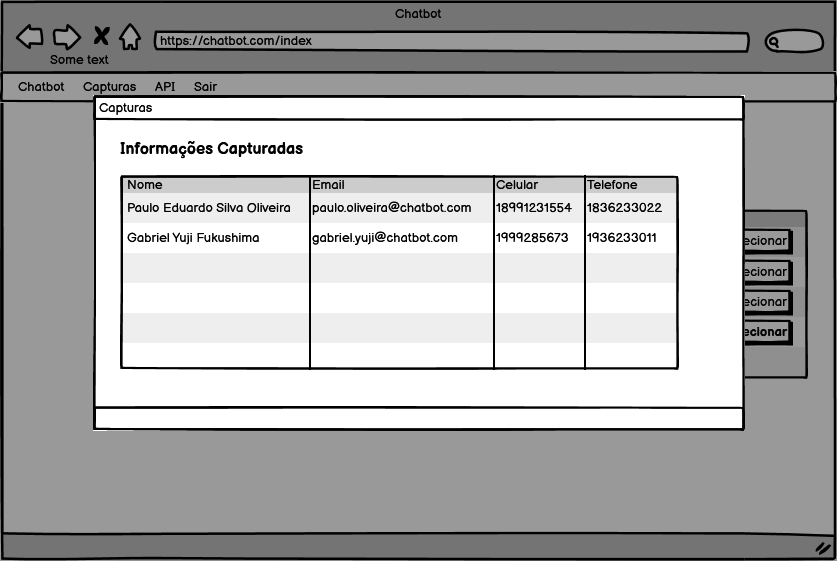 Chatbot
https://chatbot.com/index
Some text
Chatbot Capturas API Sair
Capturas
Informações Capturadas
Nome Email Celular Telefone
Paulo Eduardo Silva Oliveira paulo.oliveira@chatbot.com 18991231554 1836233022
Gabriel Yuji Fukushima gabriel.yuji@chatbot.com 1999285673 1936233011
ecionar
ecionar
ecionar
ecionar